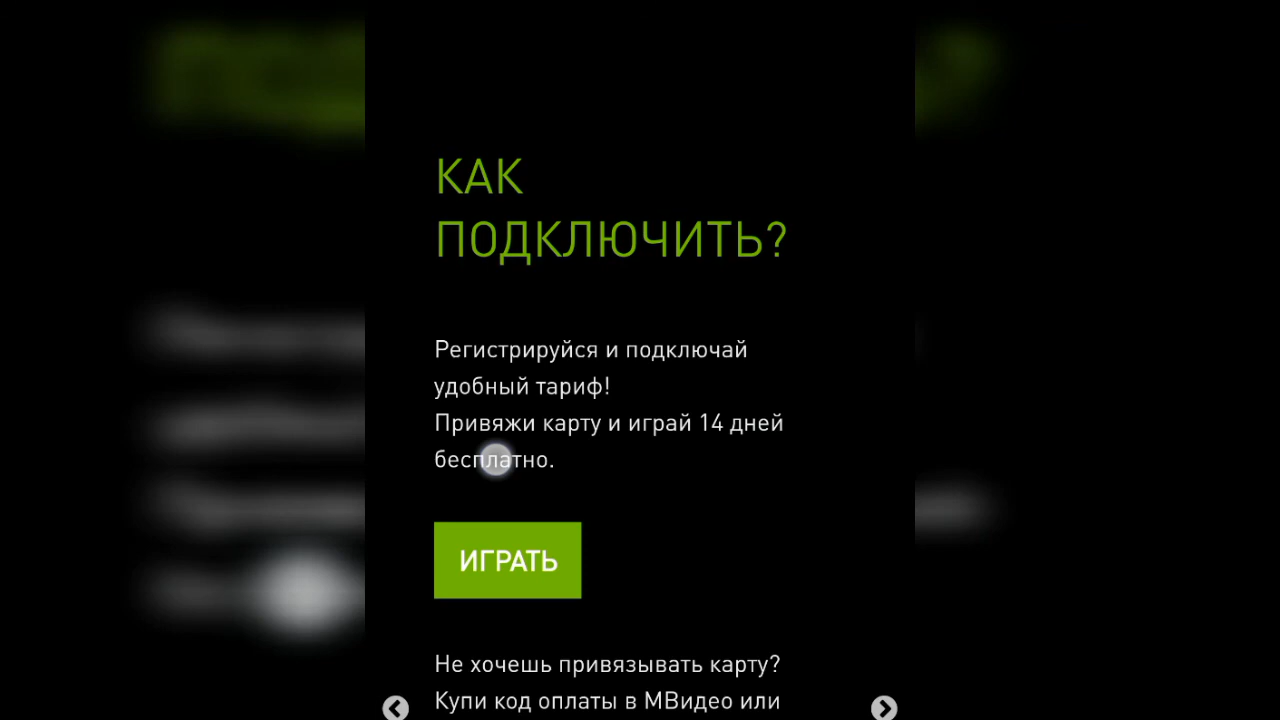 КАК
ПОДКЛЮЧИТЬ?
Регистрируйся и подключай
удобный тариф!
Привяжи карту и играй 14 дней
бесплатно.
ИГРАТЬ
Не хочешь привязывать карту?
Купи код оплаты в МВидео или